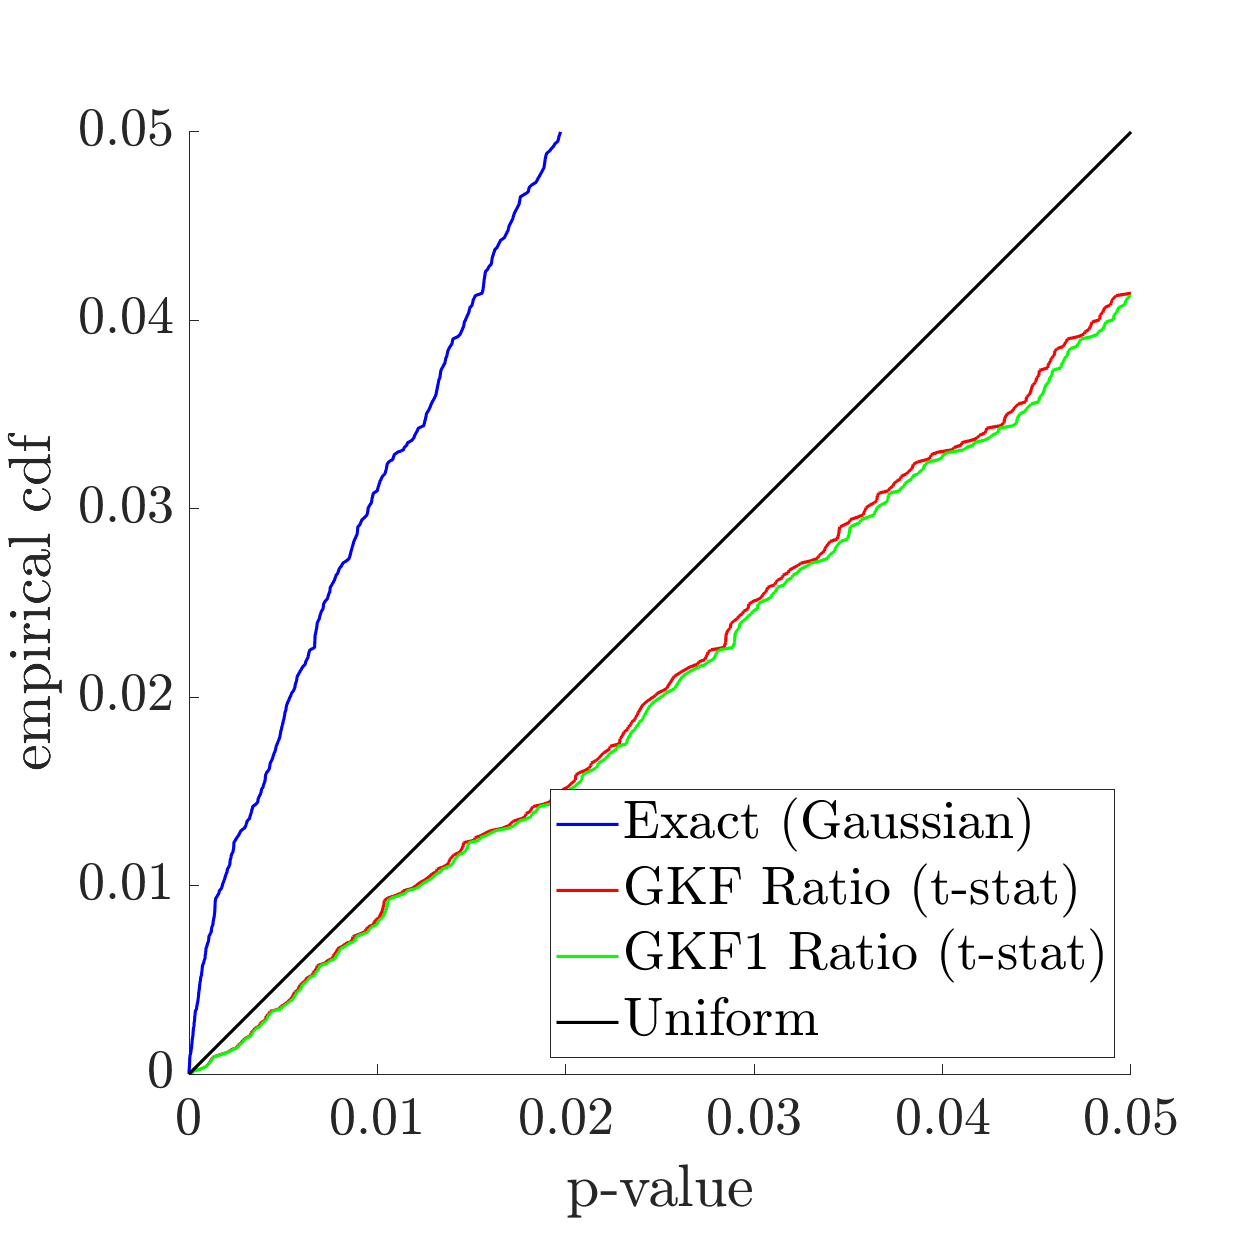 0.05
0.04
0.03
0.02
0.01
0
empirical cdf
Exact (Gaussian)
GKF Ratio (t-stat)
GKF1 Ratio (t-stat)
Uniform
0 0.01 0.02 0.03 0.04 0.05
p-value